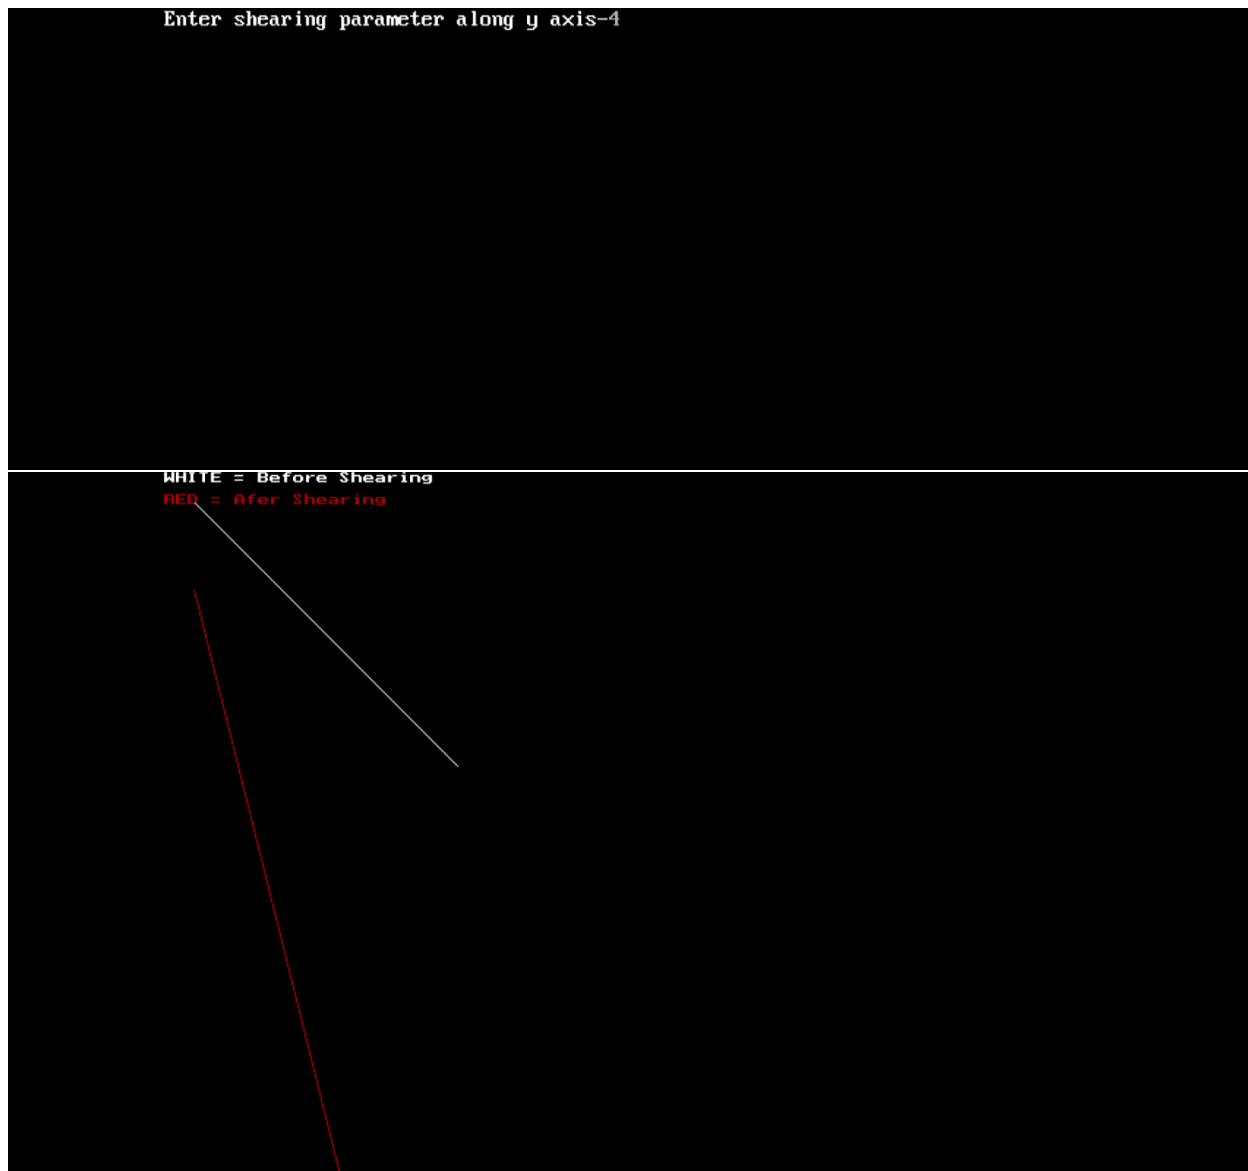 Enter shearing parameter along y axis-4
WHITE = Before Shearing
RED = Afer Shearing